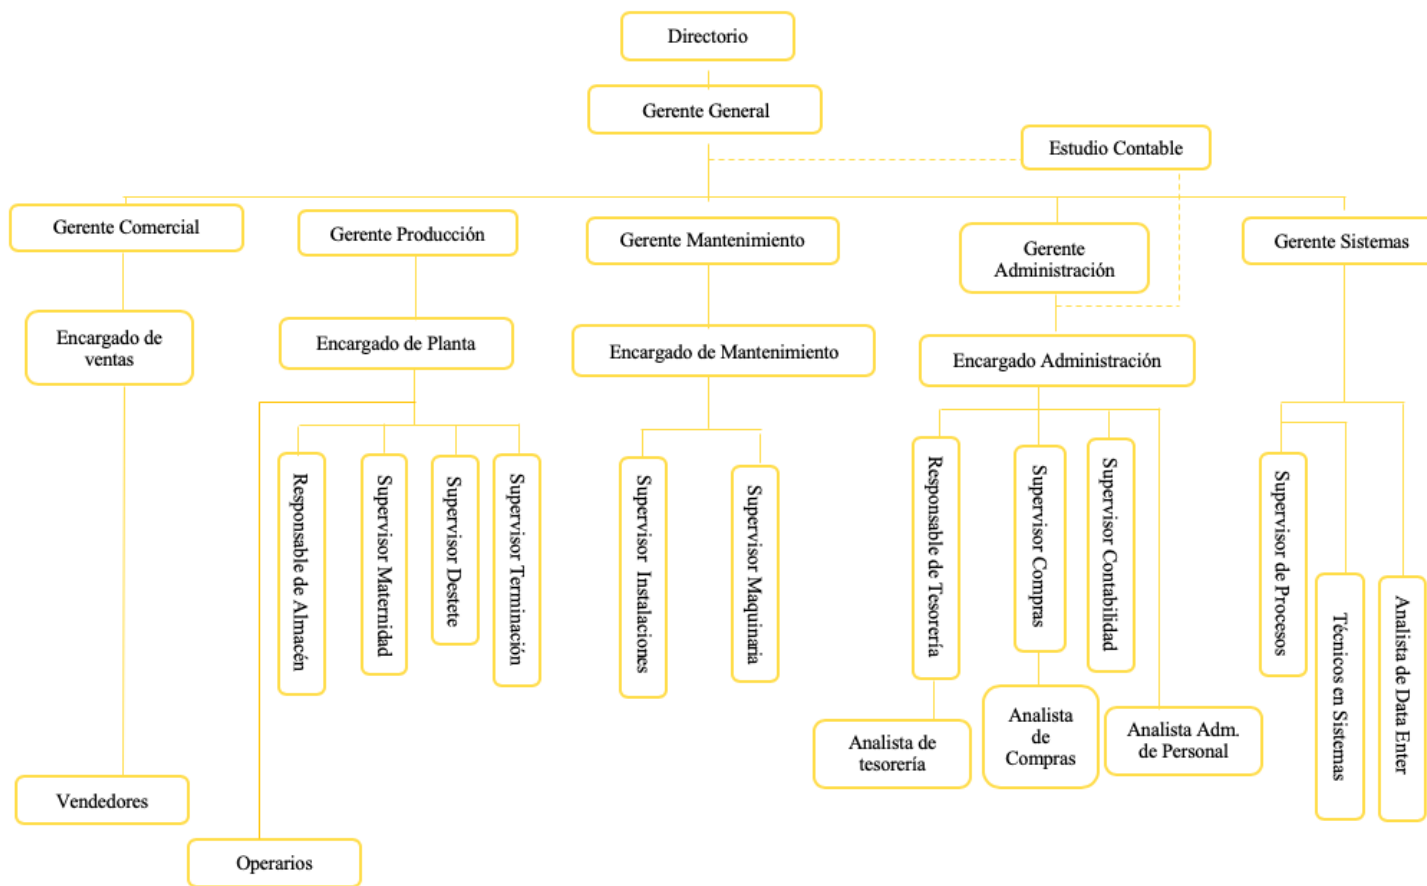 Directorio
Gerente General
Estudio Contable
Gerente Comercial
Gerente Producción
Gerente Mantenimiento
Gerente
Administración
Gerente Sistemas
Encargado de
ventas
Encargado de Planta
Encargado de Mantenimiento
Encargado Administración
Responsable de Almacén
Supervisor Maternidad
Supervisor Destete
Supervisor Terminación
Supervisor Instalaciones
Supervisor Maquinaria
Responsable de Tesorería
Supervisor Compras
Supervisor Contabilidad
Supervisor de Procesos
Técnicos en Sistemas
Analista de Data Enter
Analista de
tesorería
Analista
de
Compras
Analista Adm.
de Personal
Vendedores
Operarios